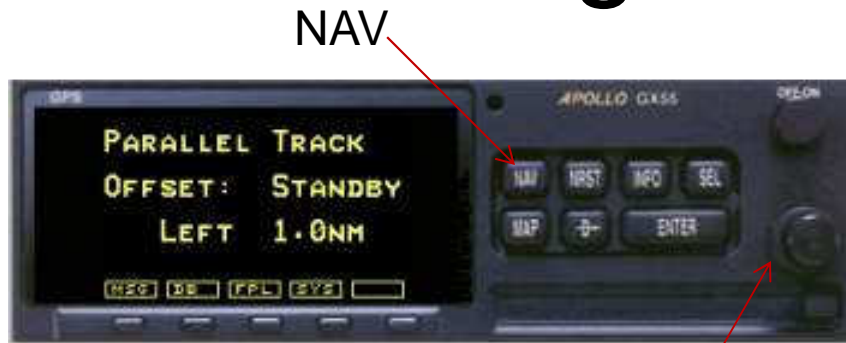 NAV
GPS
APOLLO GX55
OFF-ON
PARALLEL TRACK
OFFSET: STANDBY
LEFT 1.0NM
MSG DB FPL SYS
NAV NRST INFO SEL
MAP -D- ENTER